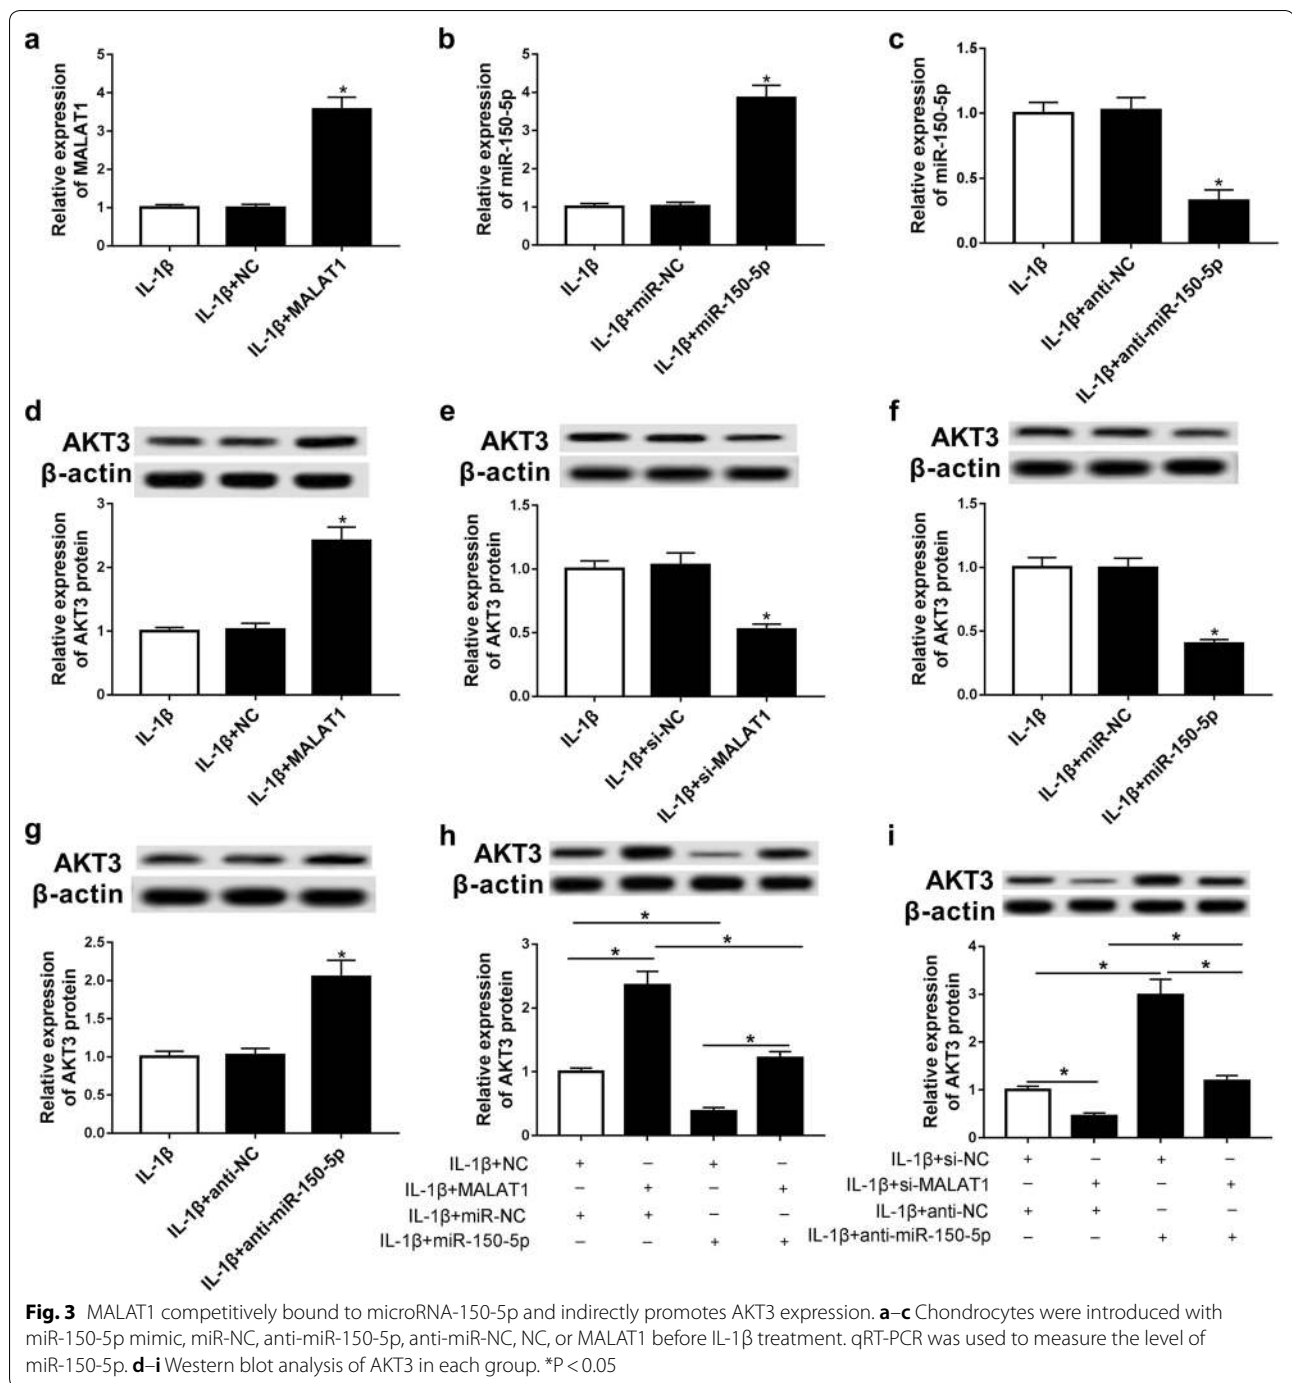 a
Relative expression
of MALAT1
5
4
3
2
1
0
*
IL-1β
IL-1β+NC
IL-1β+MALAT1
b
Relative expression
of miR-150-5p
5
4
3
2
1
0
*
IL-1β
IL-1β+miR-NC
IL-1β+miR-150-5p
c
Relative expression
of miR-150-5p
1.5
1.0
0.5
0.0
*
IL-1β
IL-1β+anti-NC
IL-1β+anti-miR-150-5p
d
AKT3
β-actin
Relative expression
of AKT3 protein
3
2
1
0
*
IL-1β
IL-1β+NC
IL-1β+MALAT1
e
AKT3
β-actin
Relative expression
of AKT3 protein
1.5
1.0
0.5
0.0
*
IL-1β
IL-1β+si-NC
IL-1β+si-MALAT1
f
AKT3
β-actin
Relative expression
of AKT3 protein
1.5
1.0
0.5
0.0
*
IL-1β
IL-1β+miR-NC
IL-1β+miR-150-5p
g
AKT3
β-actin
Relative expression
of AKT3 protein
2.5
2.0
1.5
1.0
0.5
0.0
*
IL-1β
IL-1β+anti-NC
IL-1β+anti-miR-150-5p
h
AKT3
β-actin
Relative expression
of AKT3 protein
3
2
1
0
*
*
*
*
IL-1β+NC + − + −
IL-1β+MALAT1 − + − +
IL-1β+miR-NC + + − −
IL-1β+miR-150-5p − − + +
i
AKT3
β-actin
Relative expression
of AKT3 protein
4
3
2
1
0
*
*
*
*
IL-1β+si-NC + − + −
IL-1β+si-MALAT1 − + − +
IL-1β+anti-NC + + − −
IL-1β+anti-miR-150-5p − − + +
Fig. 3 MALAT1 competitively bound to microRNA-150-5p and indirectly promotes AKT3 expression. a–c Chondrocytes were introduced with
miR-150-5p mimic, miR-NC, anti-miR-150-5p, anti-miR-NC, NC, or MALAT1 before IL-1β treatment. qRT-PCR was used to measure the level of
miR-150-5p. d–i Western blot analysis of AKT3 in each group. *P < 0.05